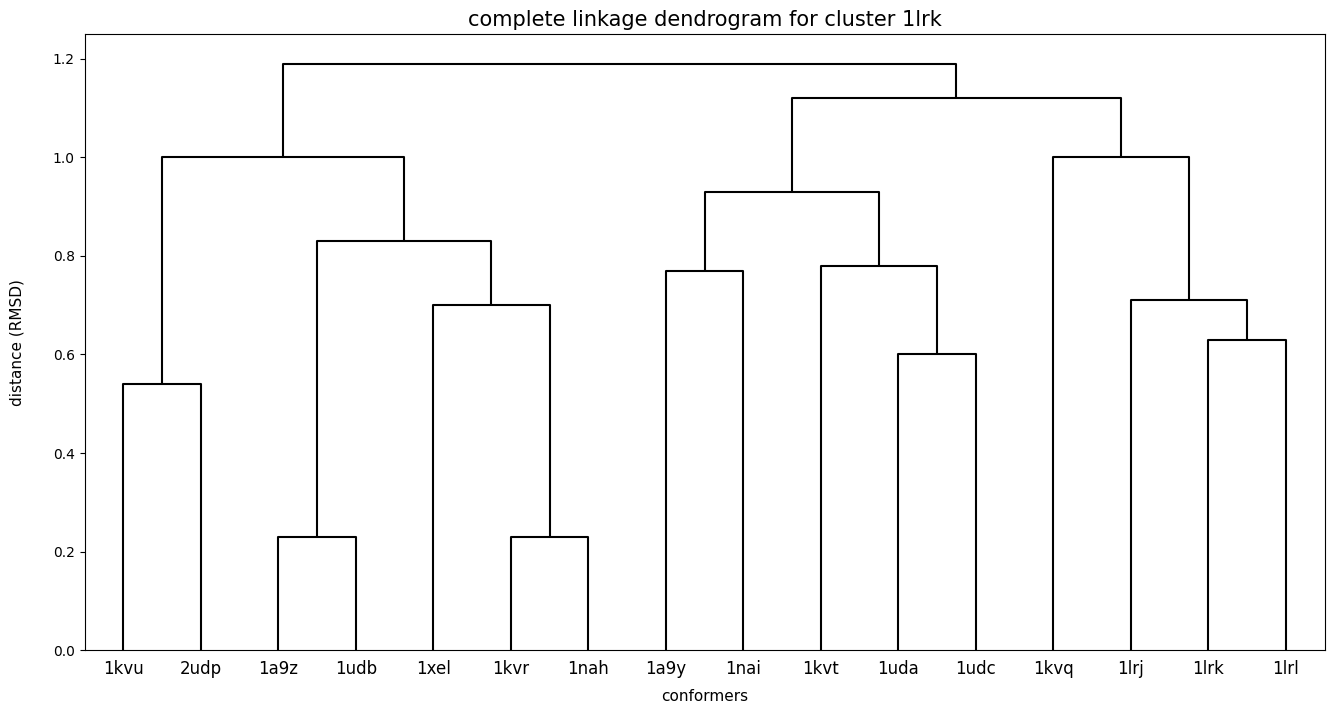 complete linkage dendrogram for cluster 1lrk
1.2
1.0
0.8
0.6
0.4
0.2
0.0
distance (RMSD)
1kvu 2udp 1a9z 1udb 1xel 1kvr 1nah 1a9y 1nai 1kvt 1uda 1udc 1kvq 1lrj 1lrk 1lrl
conformers